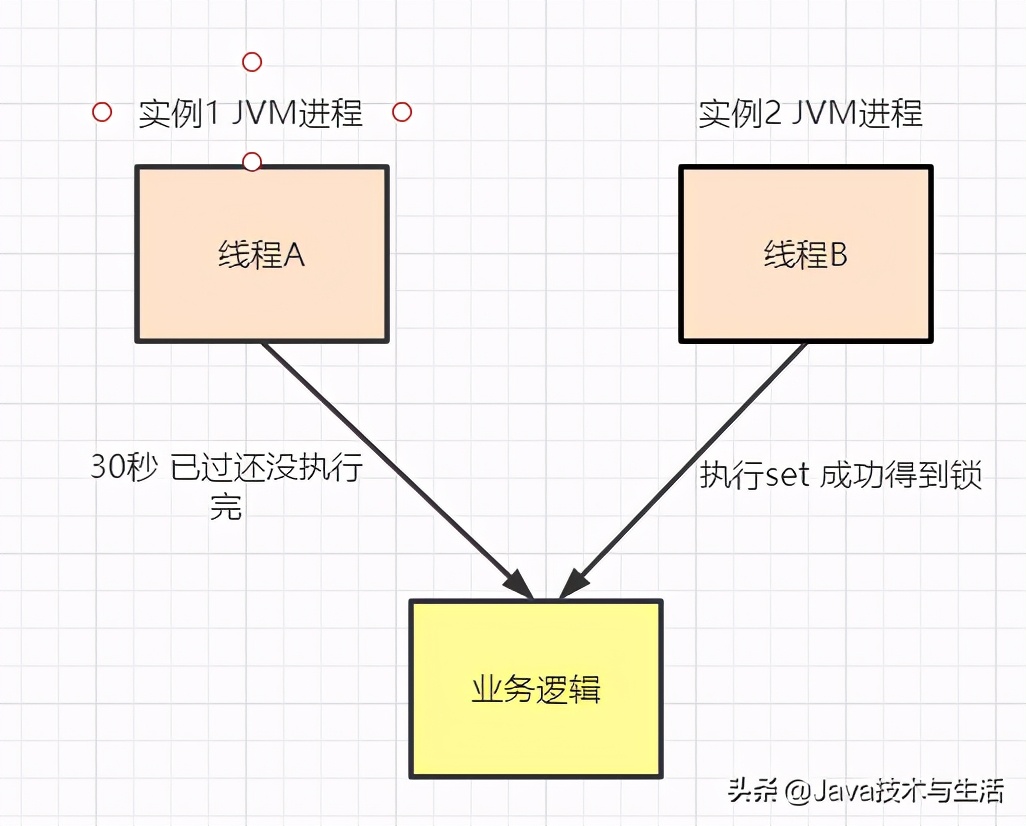 实例1 JVM进程
实例2 JVM进程
线程A
线程B
30秒 已过还没执行
完
执行set 成功得到锁
业务逻辑
头条 @Java技术与生活